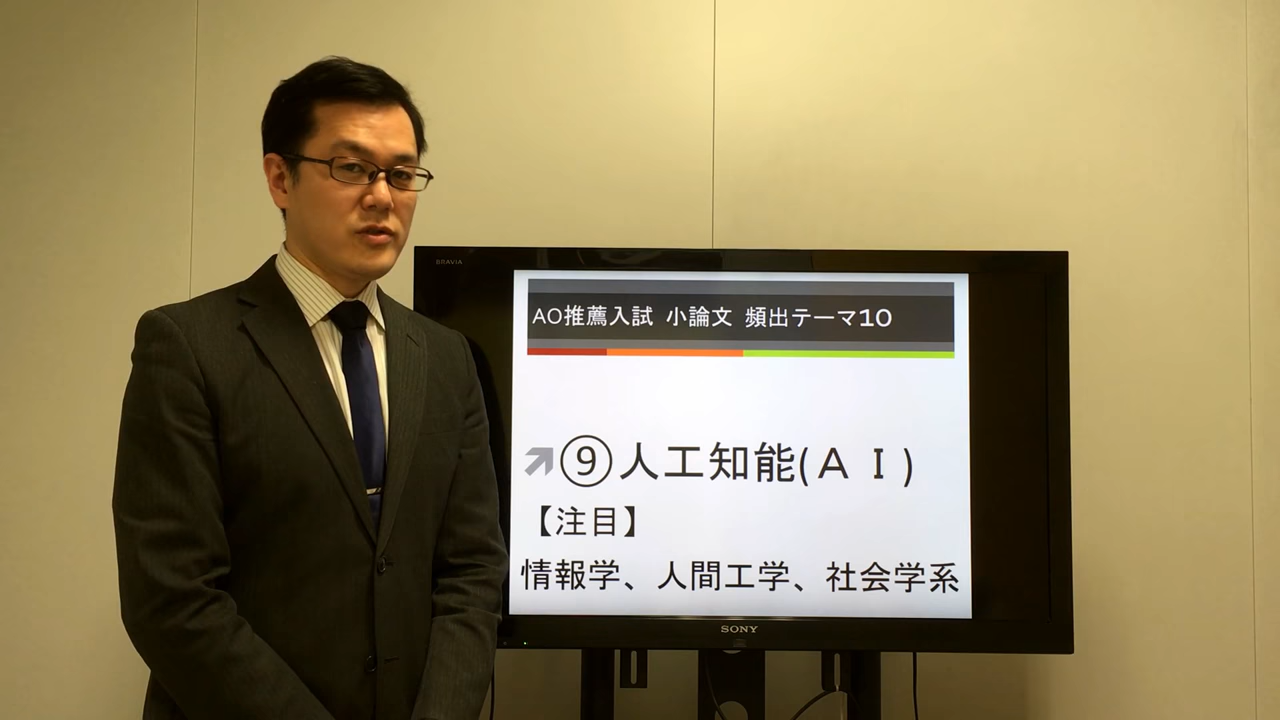 BRAVIA
AO推薦入試 小論文 頻出テーマ10
⑨人工知能(ＡＩ)
【注目】
情報学、人間工学、社会学系
SONY